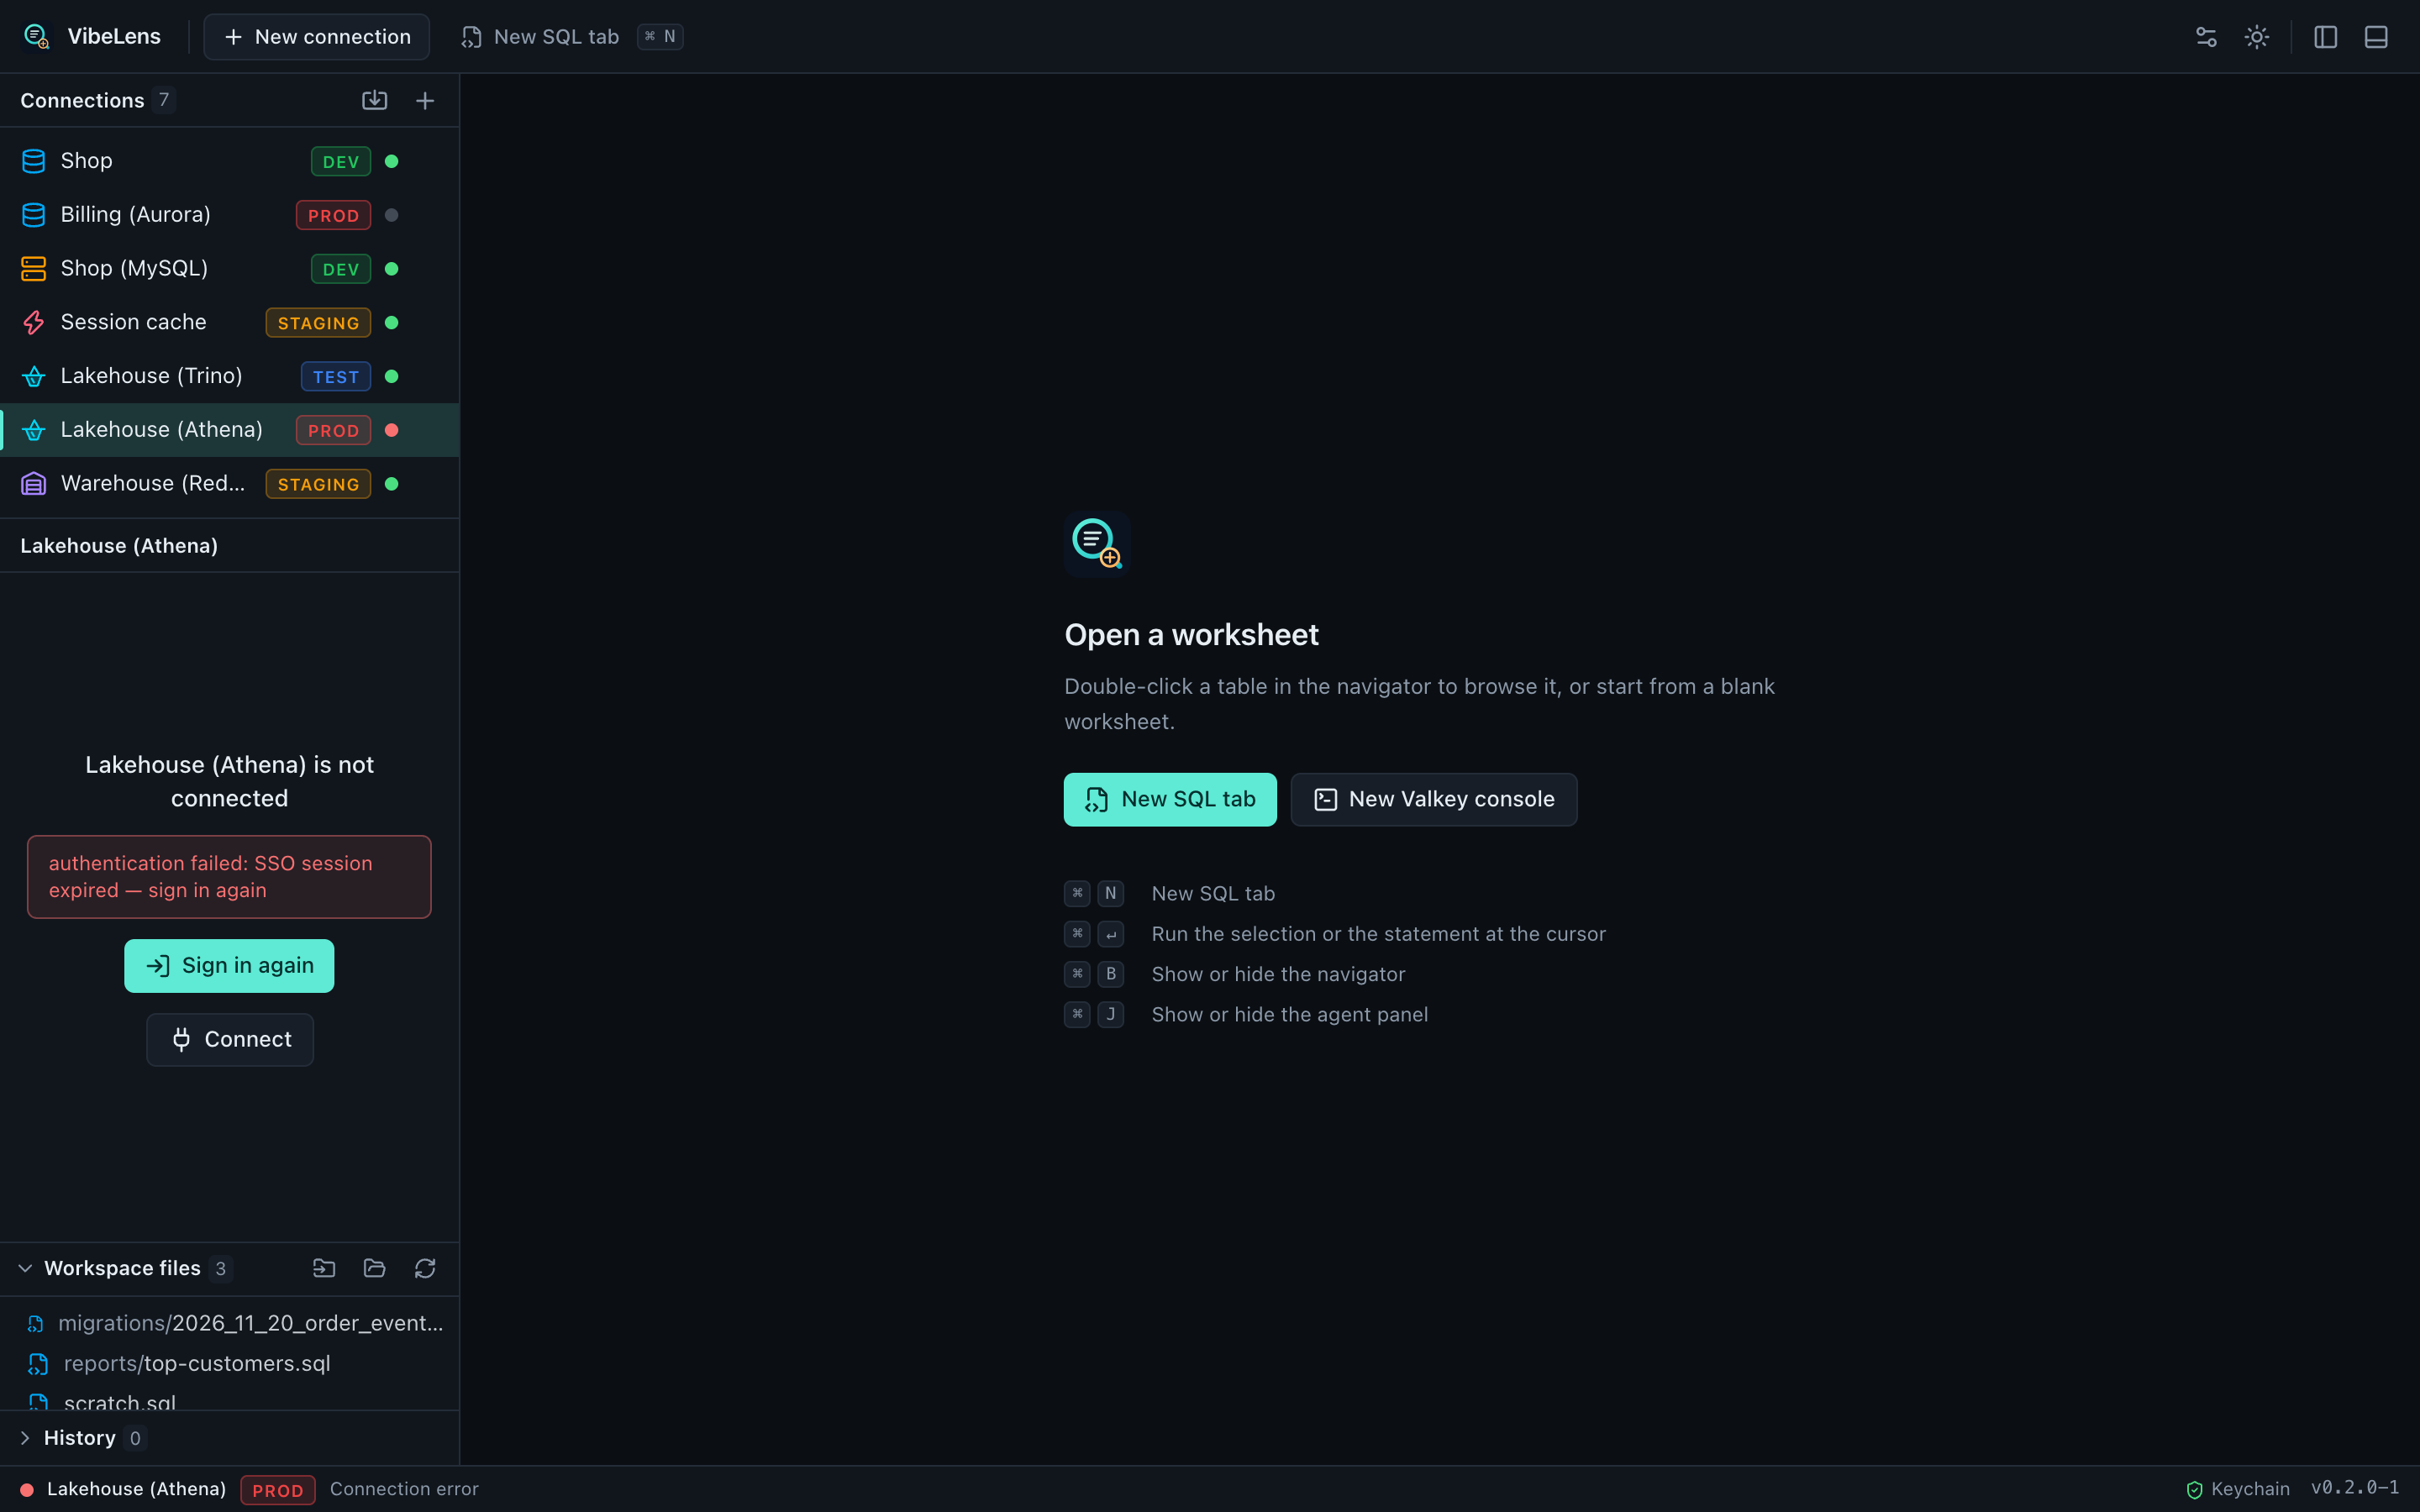 VibeLens
New connection
New SQL tab ⌘ N
Connections 7
Shop DEV
Billing (Aurora) PROD
Shop (MySQL) DEV
Session cache STAGING
Lakehouse (Trino) TEST
Lakehouse (Athena) PROD
Warehouse (Red... STAGING
Lakehouse (Athena)
Lakehouse (Athena) is not
connected
authentication failed: SSO session
expired — sign in again
Sign in again
Connect
Workspace files 3
migrations/2026_11_20_order_event...
reports/top-customers.sql
scratch.sql
History 0
Open a worksheet
Double-click a table in the navigator to browse it, or start from a blank
worksheet.
New SQL tab
New Valkey console
⌘ N New SQL tab
⌘ ↵ Run the selection or the statement at the cursor
⌘ B Show or hide the navigator
⌘ J Show or hide the agent panel
Lakehouse (Athena) PROD Connection error
Keychain v0.2.0-1